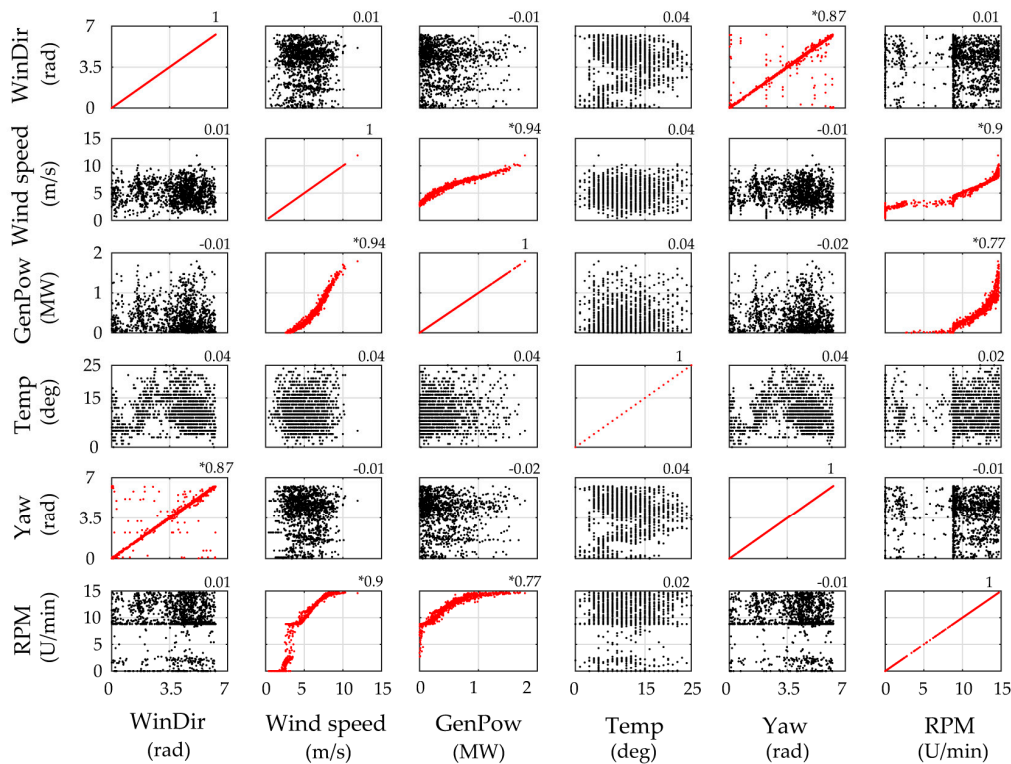 1 0.01 -0.01 0.04 *0.87 0.01
WinDir (rad) 7 3.5 0
0.01 1 *0.94 0.04 -0.01 *0.9
Wind speed (m/s) 15 10 5 0
-0.01 *0.94 1 0.04 -0.02 *0.77
GenPow (MW) 2 1 0
0.04 0.04 0.04 1 0.04 0.02
Temp (deg) 25 15 0
*0.87 -0.01 -0.02 0.04 1 -0.01
Yaw (rad) 7 3.5 0
0.01 *0.9 *0.77 0.02 -0.01 1
RPM (U/min) 15 10 5 0
0 3.5 7 0 5 10 15 0 1 2 0 15 25 0 3.5 7 0 5 10 15
WinDir Wind speed GenPow Temp Yaw RPM
(rad) (m/s) (MW) (deg) (rad) (U/min)